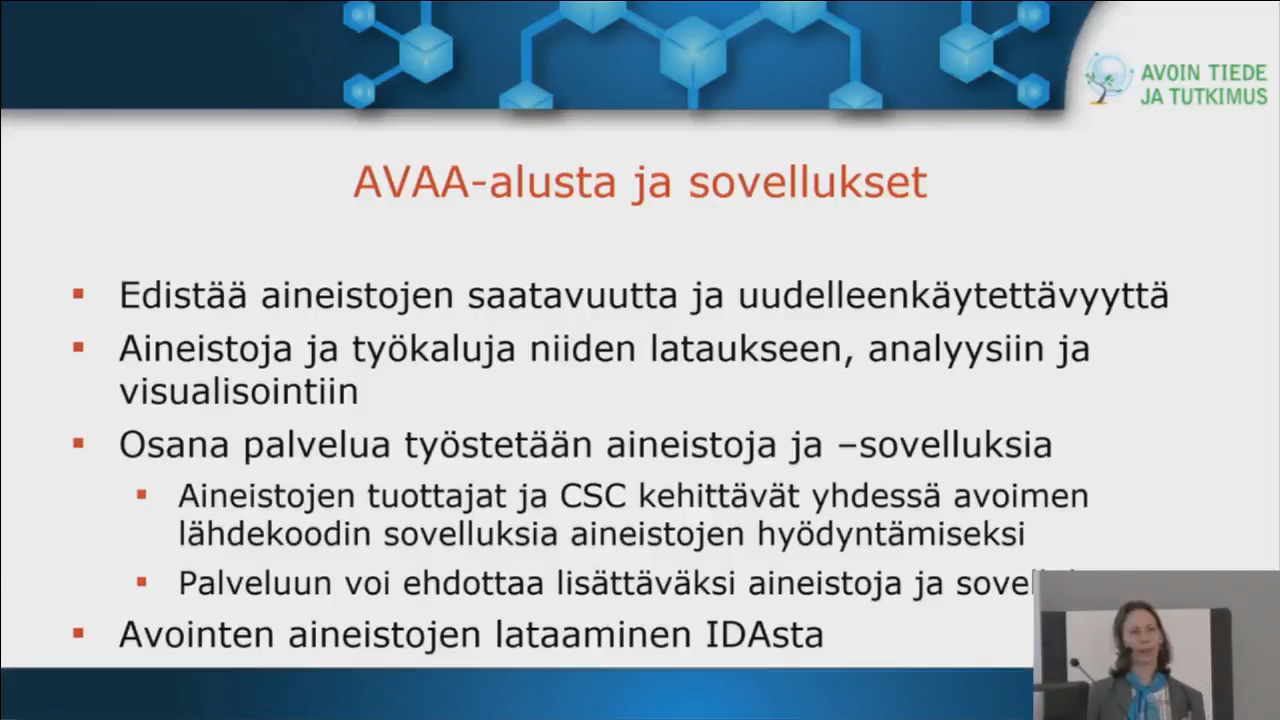 AVOIN TIEDE
JA TUTKIMUS
AVAA-alusta ja sovellukset
▪ Edistää aineistojen saatavuutta ja uudelleenkäytettävyyttä
▪ Aineistoja ja työkaluja niiden lataukseen, analyysiin ja
visualisointiin
▪ Osana palvelua työstetään aineistoja ja –sovelluksia
▪ Aineistojen tuottajat ja CSC kehittävät yhdessä avoimen
lähdekoodin sovelluksia aineistojen hyödyntämiseksi
▪ Palveluun voi ehdottaa lisättäväksi aineistoja ja
▪ Avointen aineistojen lataaminen IDAsta